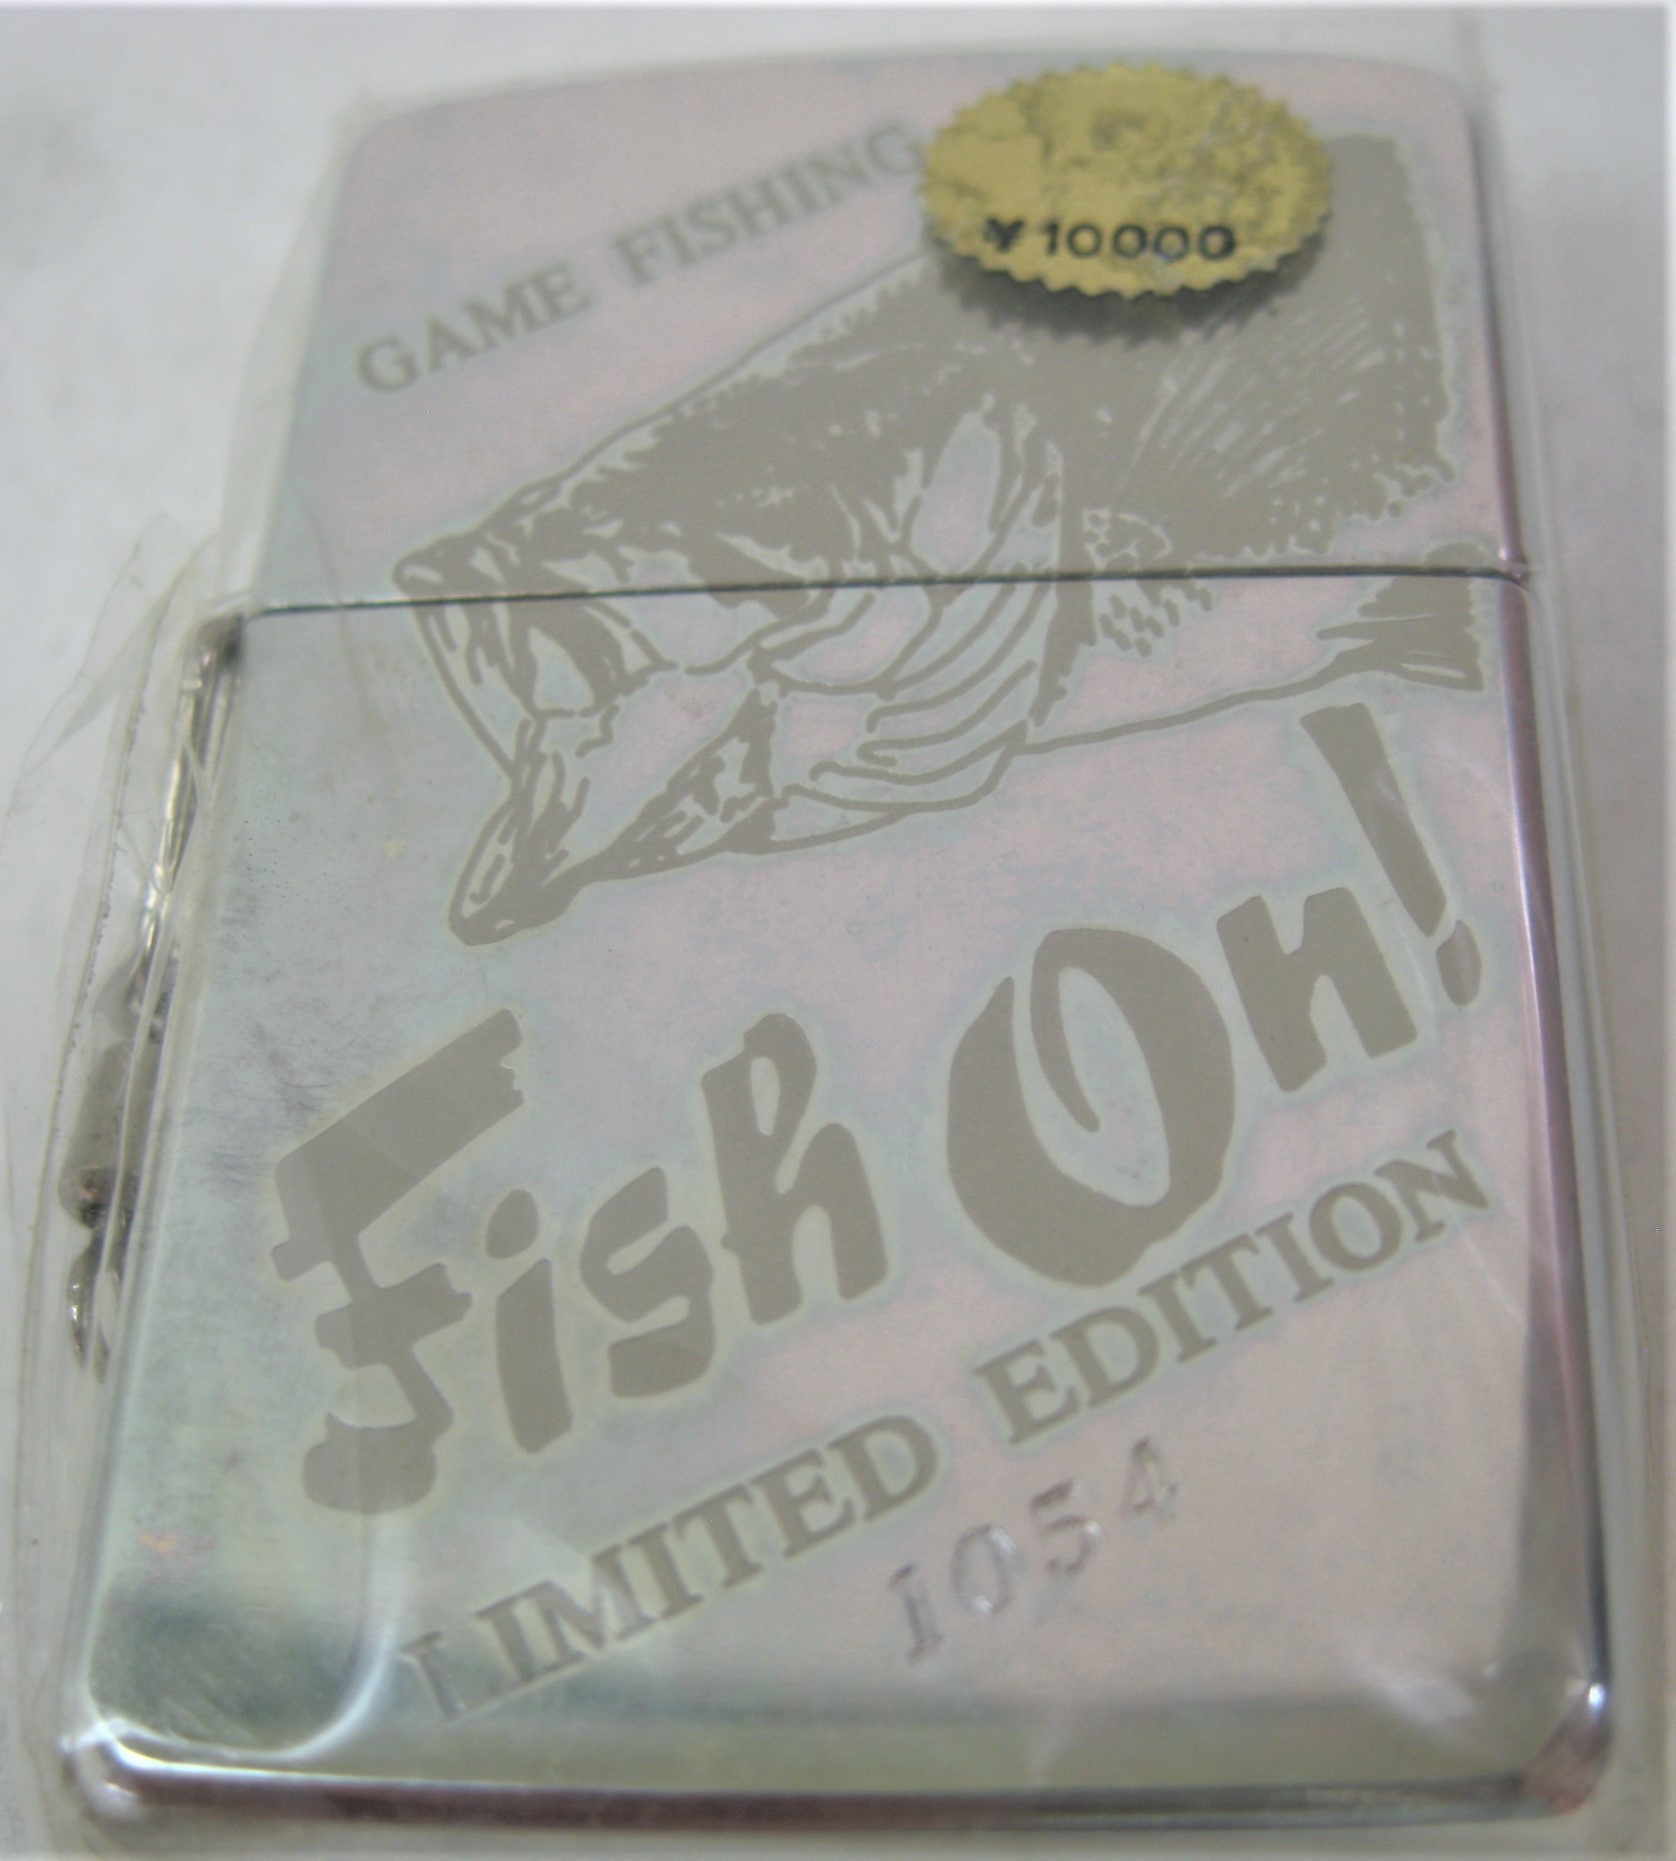 GAME FISHING
¥10000
Fish On!
LIMITED EDITION
1054